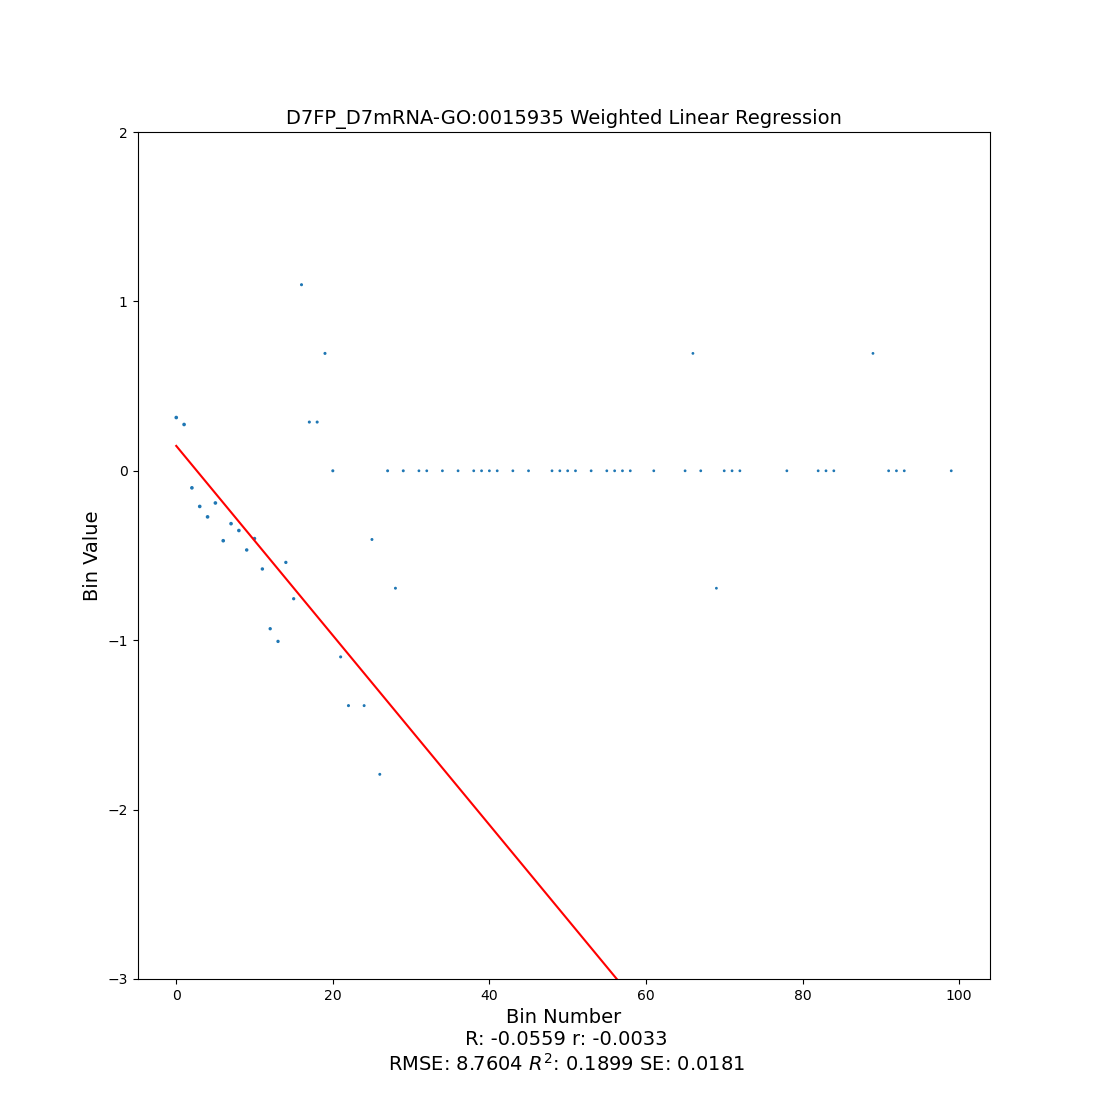 D7FP_D7mRNA-GO:0015935 Weighted Linear Regression
2
1
0
−1
−2
−3
Bin Value
0 20 40 60 80 100
Bin Number
R: -0.0559 r: -0.0033
RMSE: 8.7604 R²: 0.1899 SE: 0.0181